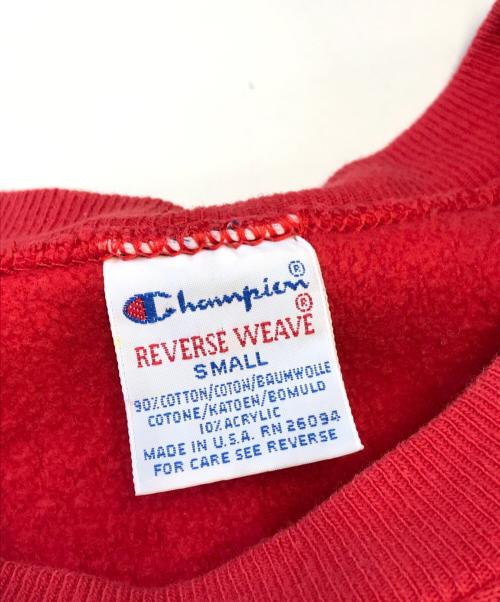 Champion®
REVERSE WEAVE®
SMALL
90%COTTON/COTON/BAUMWOLLE
COTONE/KATOEN/BOMULD
10% ACRYLIC
MADE IN U.S.A. RN 26094
FOR CARE SEE REVERSE